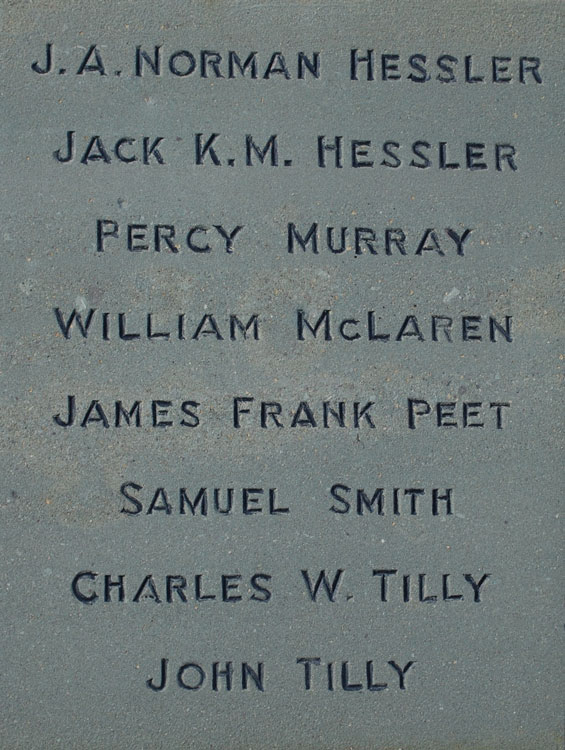 J.A. NORMAN HESSLER
JACK K.M. HESSLER
PERCY MURRAY
WILLIAM McLAREN
JAMES FRANK PEET
SAMUEL SMITH
CHARLES W. TILLY
JOHN TILLY